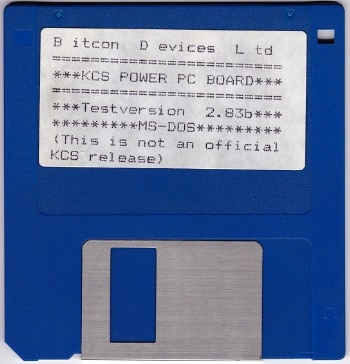 B itcon D evices L td
=========================
***KCS POWER PC BOARD***
=========================
***Testversion 2.83b***
*********MS-DOS*********
(This is not an official
KCS release)